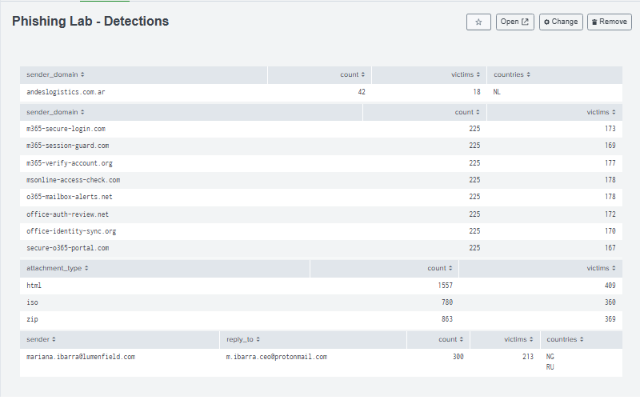 Phishing Lab - Detections
☆ Open Change Remove
sender_domain count victims countries
andeslogistics.com.ar 42 18 NL
sender_domain count victims
m365-secure-login.com 225 173
m365-session-guard.com 225 169
m365-verify-account.org 225 177
msonline-access-check.com 225 178
o365-mailbox-alerts.net 225 178
office-auth-review.net 225 172
office-identity-sync.org 225 170
secure-o365-portal.com 225 167
attachment_type count victims
html 1557 409
iso 780 360
zip 863 369
sender reply_to count victims countries
mariana.ibarra@lumenfield.com m.ibarra.ceo@protonmail.com 300 213 NG
RU